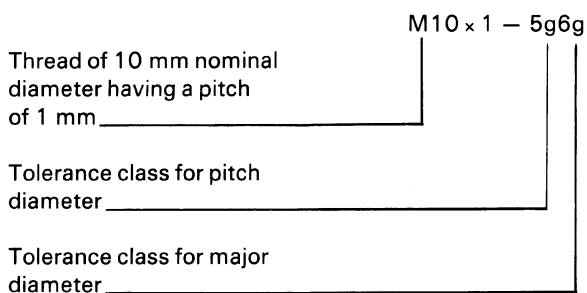 M10 × 1 – 5g6g
Thread of 10 mm nominal
diameter having a pitch
of 1 mm
Tolerance class for pitch
diameter
Tolerance class for major
diameter